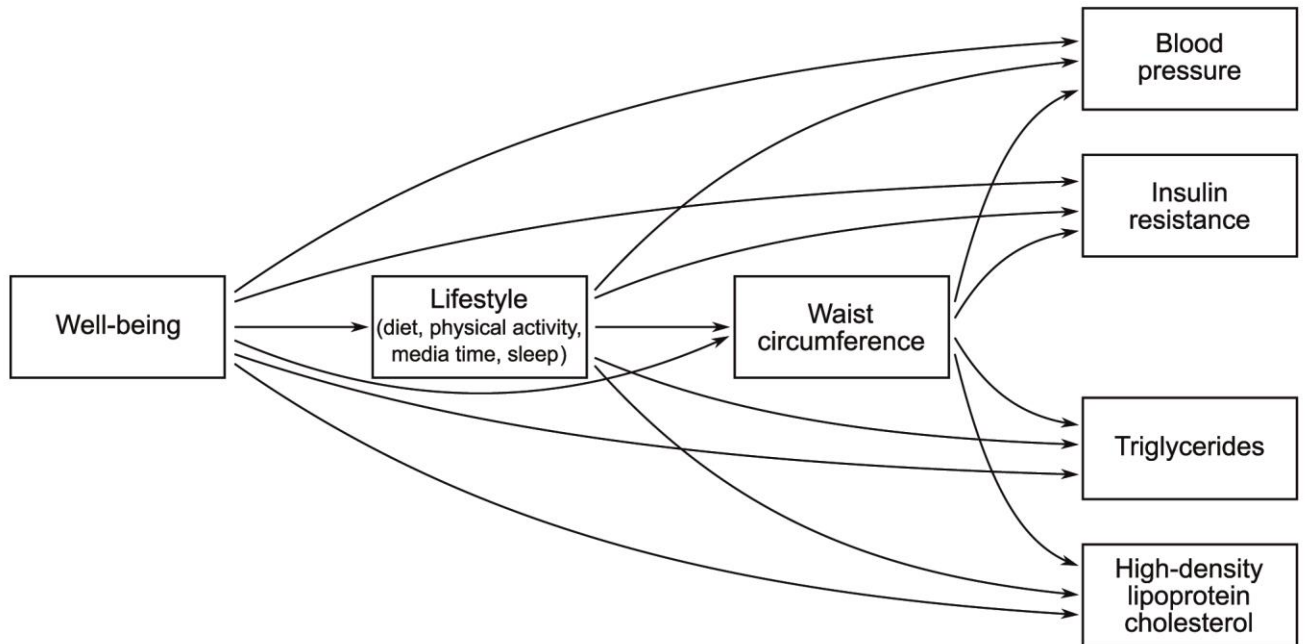 Blood
pressure
Insulin
resistance
Well-being
Lifestyle
(diet, physical activity,
media time, sleep)
Waist
circumference
Triglycerides
High-density
lipoprotein
cholesterol